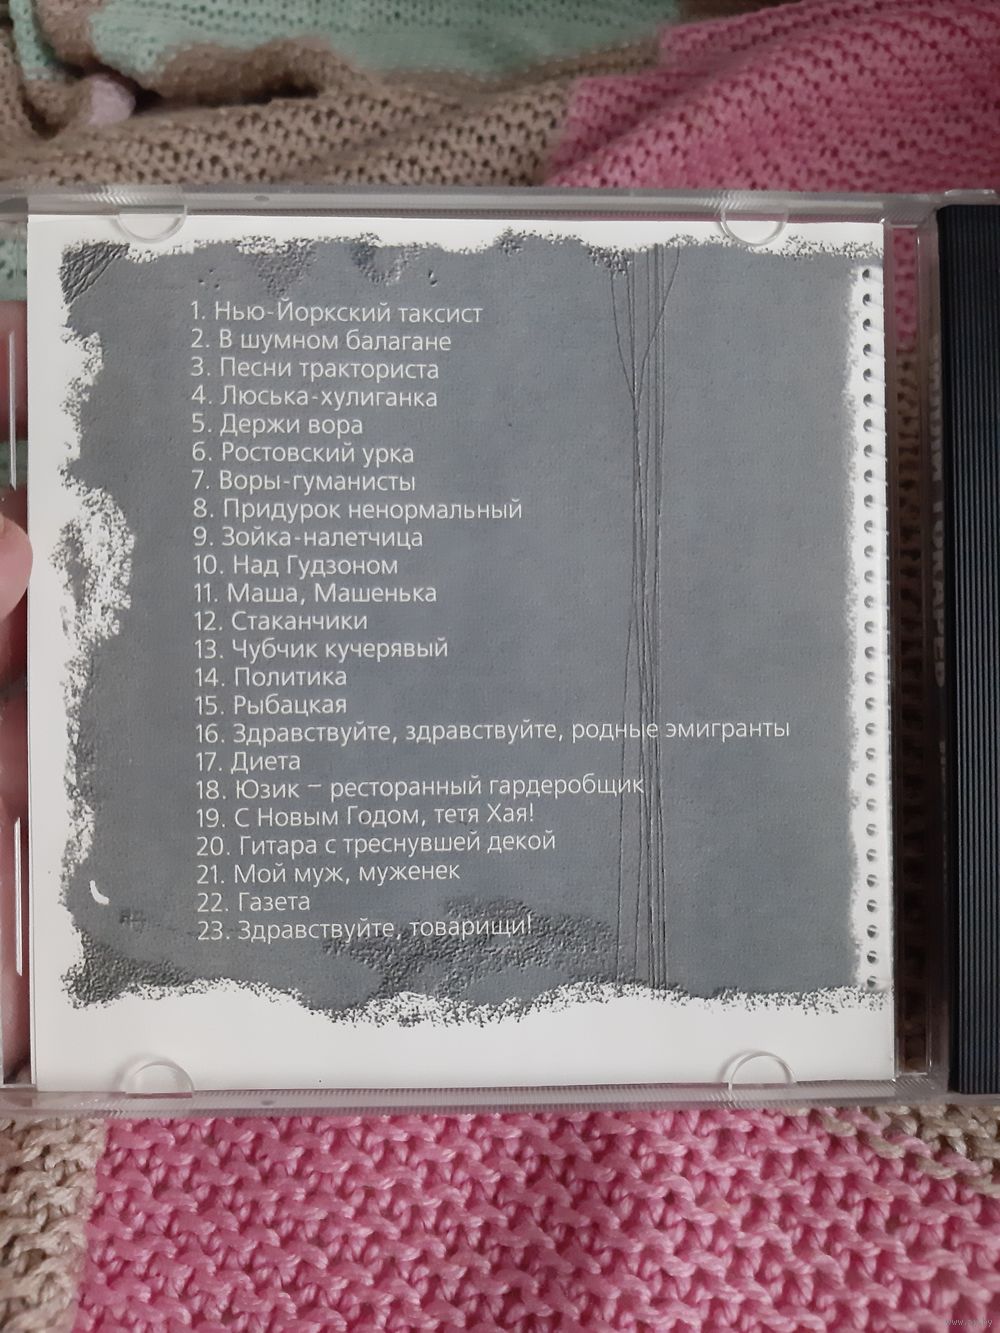 1. Нью-Йоркский таксист
2. В шумном балагане
3. Песни тракториста
4. Люська-хулиганка
5. Держи вора
6. Ростовский урка
7. Воры-гуманисты
8. Придурок ненормальный
9. Зойка-налетчица
10. Над Гудзоном
11. Маша, Машенька
12. Стаканчики
13. Чубчик кучерявый
14. Политика
15. Рыбацкая
16. Здравствуйте, здравствуйте, родные эмигранты
17. Диета
18. Юзик – ресторанный гардеробщик
19. С Новым Годом, тетя Хая!
20. Гитара с треснувшей декой
21. Мой муж, муженек
22. Газета
23. Здравствуйте, товарищи!